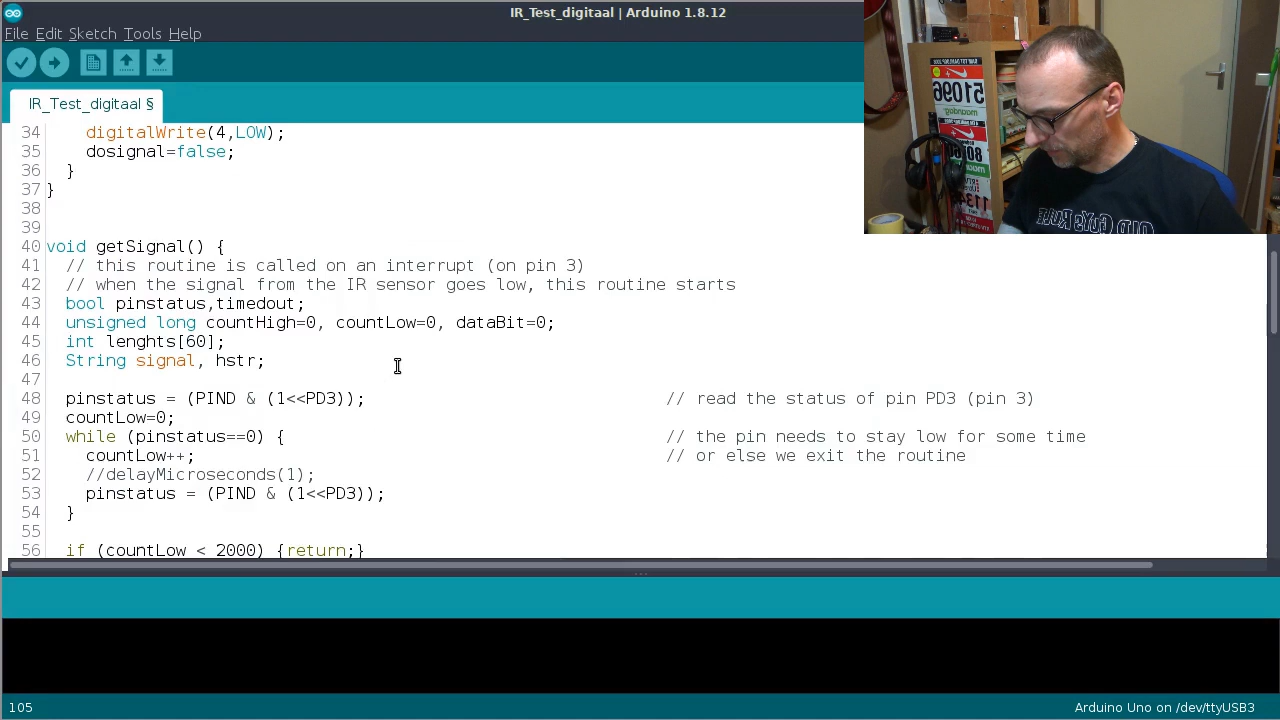 IR_Test_digitaal | Arduino 1.8.12
File Edit Sketch Tools Help
IR_Test_digitaal §
34 digitalWrite(4,LOW);
35 dosignal=false;
36 }
37 }
38
39
40 void getSignal() {
41 // this routine is called on an interrupt (on pin 3)
42 // when the signal from the IR sensor goes low, this routine starts
43 bool pinstatus,timedout;
44 unsigned long countHigh=0, countLow=0, dataBit=0;
45 int lenghts[60];
46 String signal, hstr;
47
48 pinstatus = (PIND & (1<<PD3)); // read the status of pin PD3 (pin 3)
49 countLow=0;
50 while (pinstatus==0) { // the pin needs to stay low for some time
51 countLow++; // or else we exit the routine
52 //delayMicroseconds(1);
53 pinstatus = (PIND & (1<<PD3));
54 }
55
56 if (countLow < 2000) {return;}
105
Arduino Uno on /dev/ttyUSB3
51096
OLD GUYS RULE